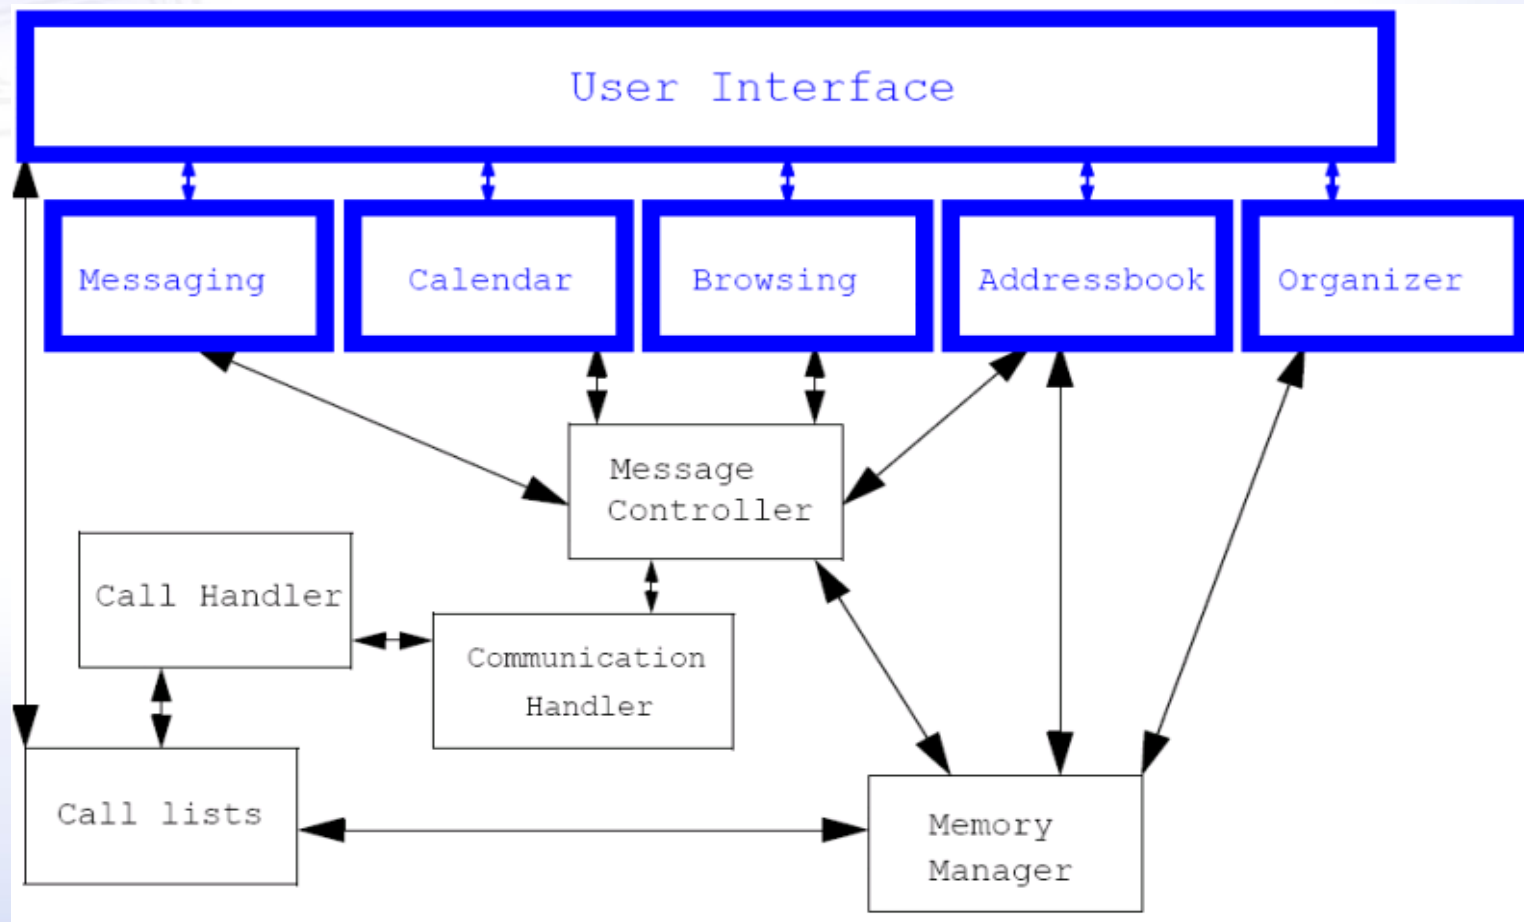 User Interface
Messaging
Calendar
Browsing
Addressbook
Organizer
Message
Controller
Call Handler
Communication
Handler
Call lists
Memory
Manager